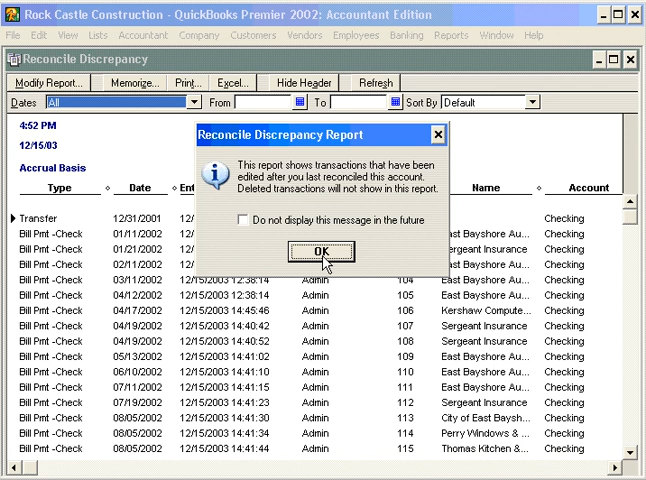 Rock Castle Construction - QuickBooks Premier 2002: Accountant Edition
File Edit View Lists Accountant Company Customers Vendors Employees Banking Reports Window Help
Reconcile Discrepancy
Modify Report... Memorize... Print... Excel... Hide Header Refresh
Dates All From To Sort By Default
4:52 PM
12/15/03
Accrual Basis
Reconcile Discrepancy Report
This report shows transactions that have been
edited after you last reconciled this account.
Deleted transactions will not show in this report.
Do not display this message in the future
OK
Type Date Ent Name Account
Transfer 12/31/2001 12/ Checking
Bill Pmt -Check 01/11/2002 12/ ast Bayshore Au... Checking
Bill Pmt -Check 01/21/2002 12/ ergeant Insurance Checking
Bill Pmt -Check 02/11/2002 12/ ast Bayshore Au... Checking
Bill Pmt -Check 03/11/2002 12/15/2003 12:38:14 Admin 104 East Bayshore Au... Checking
Bill Pmt -Check 04/12/2002 12/15/2003 12:38:14 Admin 105 East Bayshore Au... Checking
Bill Pmt -Check 04/17/2002 12/15/2003 14:45:46 Admin 106 Kershaw Compute... Checking
Bill Pmt -Check 04/19/2002 12/15/2003 14:40:42 Admin 107 Sergeant Insurance Checking
Bill Pmt -Check 04/19/2002 12/15/2003 14:40:52 Admin 108 Sergeant Insurance Checking
Bill Pmt -Check 05/13/2002 12/15/2003 14:41:02 Admin 109 East Bayshore Au... Checking
Bill Pmt -Check 06/10/2002 12/15/2003 14:41:10 Admin 110 East Bayshore Au... Checking
Bill Pmt -Check 07/11/2002 12/15/2003 14:41:15 Admin 111 East Bayshore Au... Checking
Bill Pmt -Check 07/19/2002 12/15/2003 14:41:23 Admin 112 Sergeant Insurance Checking
Bill Pmt -Check 08/05/2002 12/15/2003 14:41:30 Admin 113 City of East Baysh... Checking
Bill Pmt -Check 08/05/2002 12/15/2003 14:41:34 Admin 114 Perry Windows & ... Checking
Bill Pmt -Check 08/05/2002 12/15/2003 14:41:44 Admin 115 Thomas Kitchen &... Checking